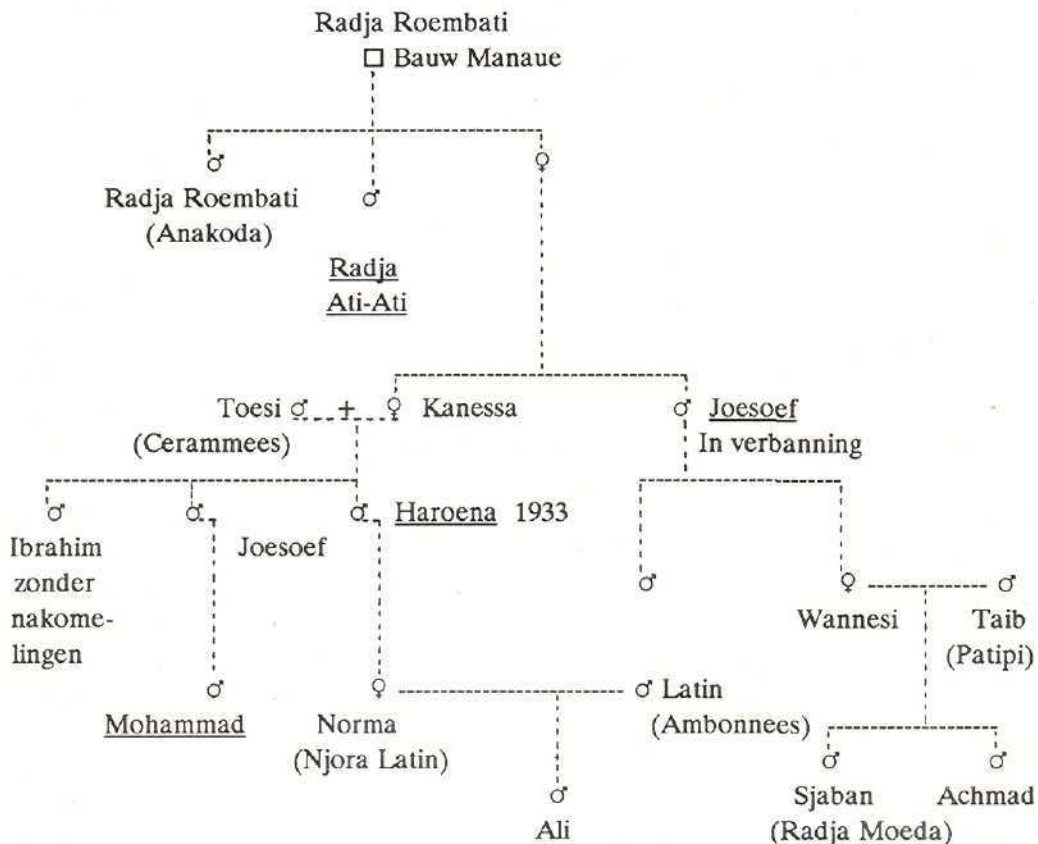 Radja Roembati
□ Bauw Manaue
♂ ♀
Radja Roembati
(Anakoda)
♂
Radja
Ati-Ati
Toesi ♂ + ♀ Kanessa
(Cerammees)
♂ Joesoef
In verbanning
♂ ♂ ♂ Haroena 1933
Ibrahim
zonder
nakome-
lingen
Joesoef
♂ ♀ ♂
Wannesi Taib
(Patipi)
♂ ♀ ♂ Latin
(Ambonnees)
Mohammad Norma
(Njora Latin)
♂
Ali
♂ ♂
Sjaban Achmad
(Radja Moeda)